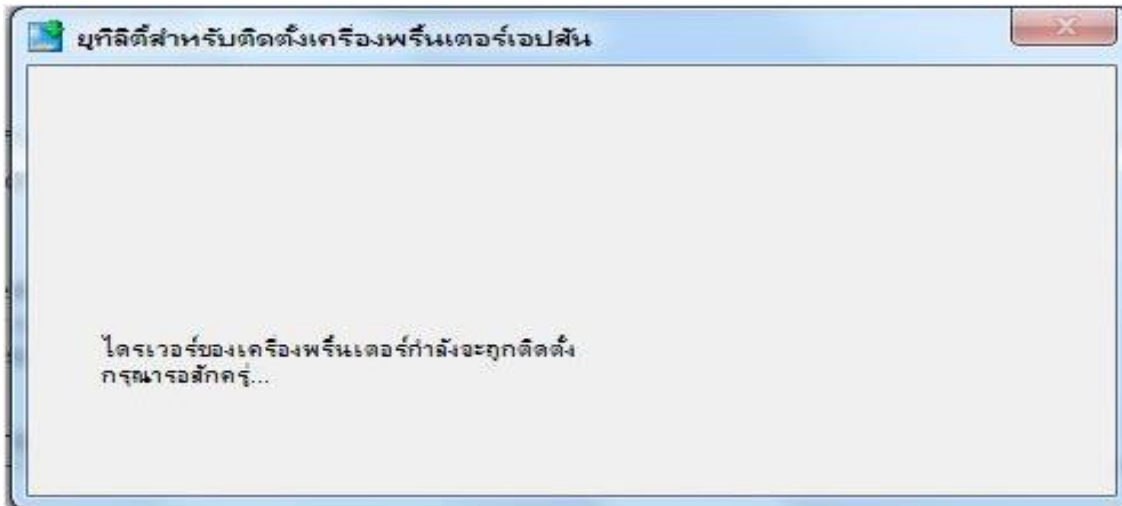 ยูทิลิตี้สำหรับติดตั้งเครื่องพริ้นเตอร์เอปสัน
ไดรเวอร์ของเครื่องพริ้นเตอร์กำลังจะถูกติดตั้ง
กรุณารอสักครู่...